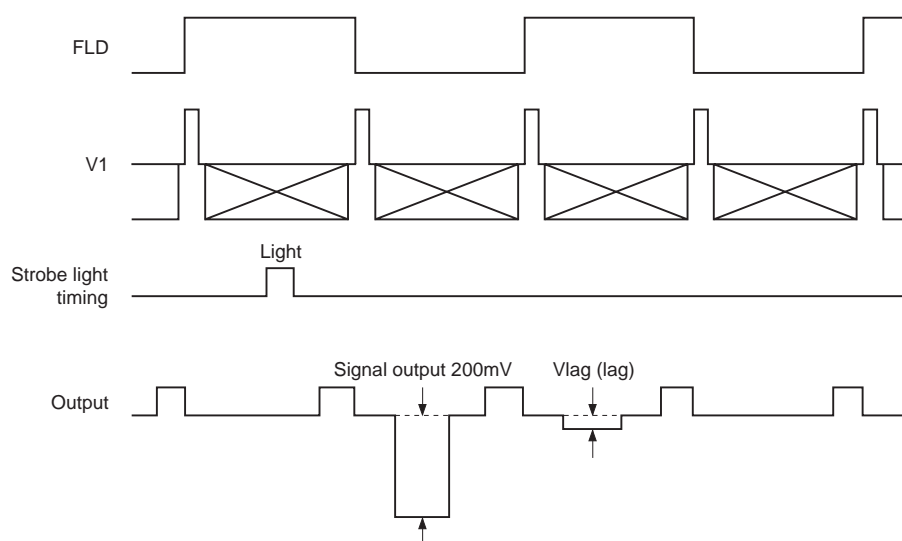 FLD
V1
Light
Strobe light
timing
Signal output 200mV
Vlag (lag)
Output